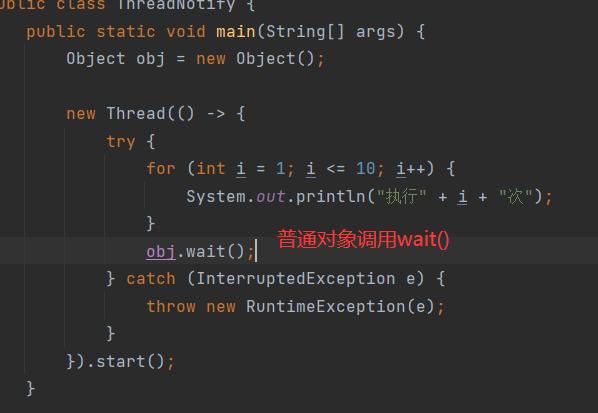 public class ThreadNotify {
    public static void main(String[] args) {
        Object obj = new Object();
        new Thread(() -> {
            try {
                for (int i = 1; i <= 10; i++) {
                    System.out.println("执行" + i + "次");
                }
                obj.wait(); 普通对象调用wait()
            } catch (InterruptedException e) {
                throw new RuntimeException(e);
            }
        }).start();
    }